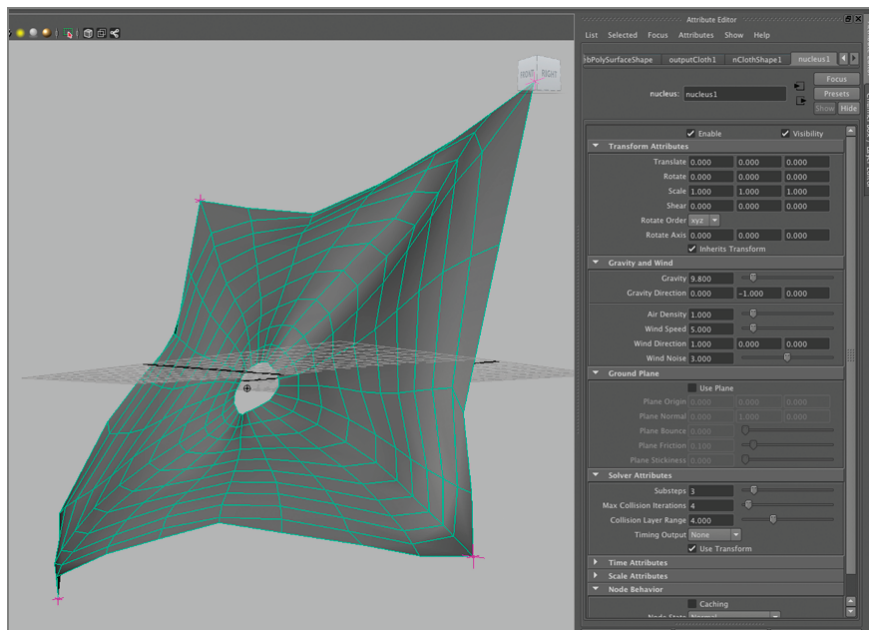 Attribute Editor
List Selected Focus Attributes Show Help
ebPolySurfaceShape outputCloth1 nClothShape1 nucleus1
FRONT RIGHT
Focus
nucleus: nucleus1
Presets
Show Hide
Enable Visibility
Transform Attributes
Translate 0.000 0.000 0.000
Rotate 0.000 0.000 0.000
Scale 1.000 1.000 1.000
Shear 0.000 0.000 0.000
Rotate Order xyz
Rotate Axis 0.000 0.000 0.000
Inherits Transform
Gravity and Wind
Gravity 9.800
Gravity Direction 0.000 -1.000 0.000
Air Density 1.000
Wind Speed 5.000
Wind Direction 1.000 0.000 0.000
Wind Noise 3.000
Ground Plane
Use Plane
Plane Origin 0.000 0.000 0.000
Plane Normal 0.000 1.000 0.000
Plane Bounce 0.000
Plane Friction 0.100
Plane Stickiness 0.000
Solver Attributes
Substeps 3
Max Collision Iterations 4
Collision Layer Range 4.000
Timing Output None
Use Transform
Time Attributes
Scale Attributes
Node Behavior
Caching
Node State Normal